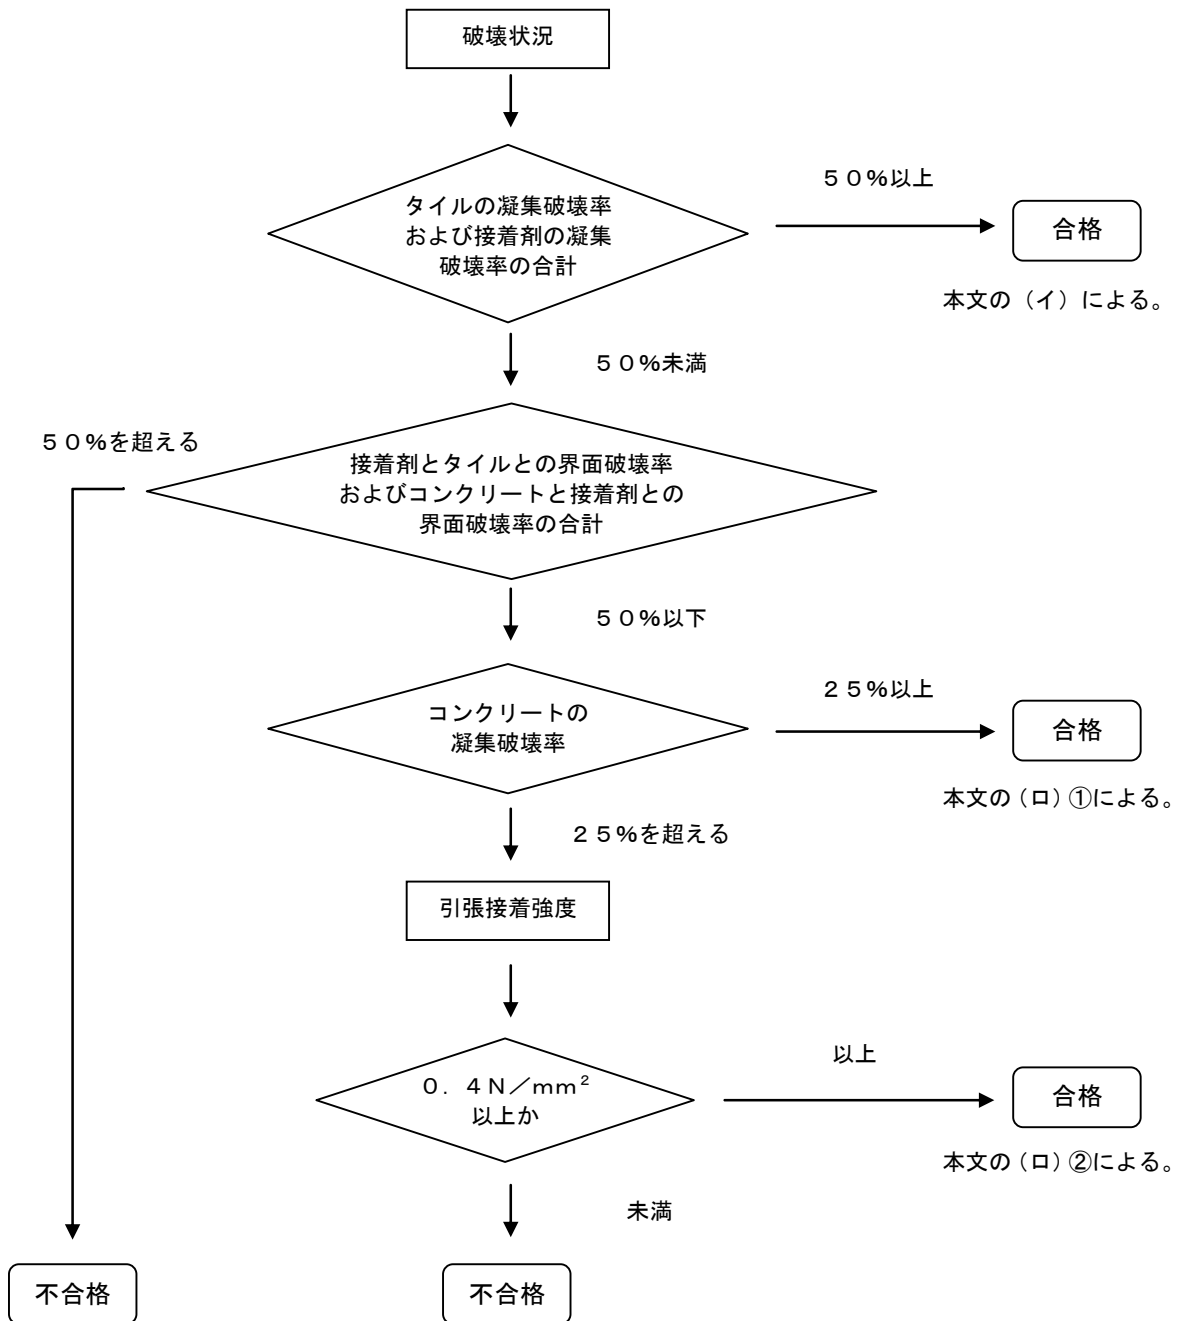 破壊状況
タイルの凝集破壊率
および接着剤の凝集
破壊率の合計
５０％以上
合格
本文の（イ）による。
５０％未満
５０％を超える
接着剤とタイルとの界面破壊率
およびコンクリートと接着剤との
界面破壊率の合計
５０％以下
コンクリートの
凝集破壊率
２５％以上
合格
本文の（ロ）①による。
２５％を超える
引張接着強度
０．４Ｎ／ｍｍ²
以上か
以上
合格
本文の（ロ）②による。
未満
不合格
不合格